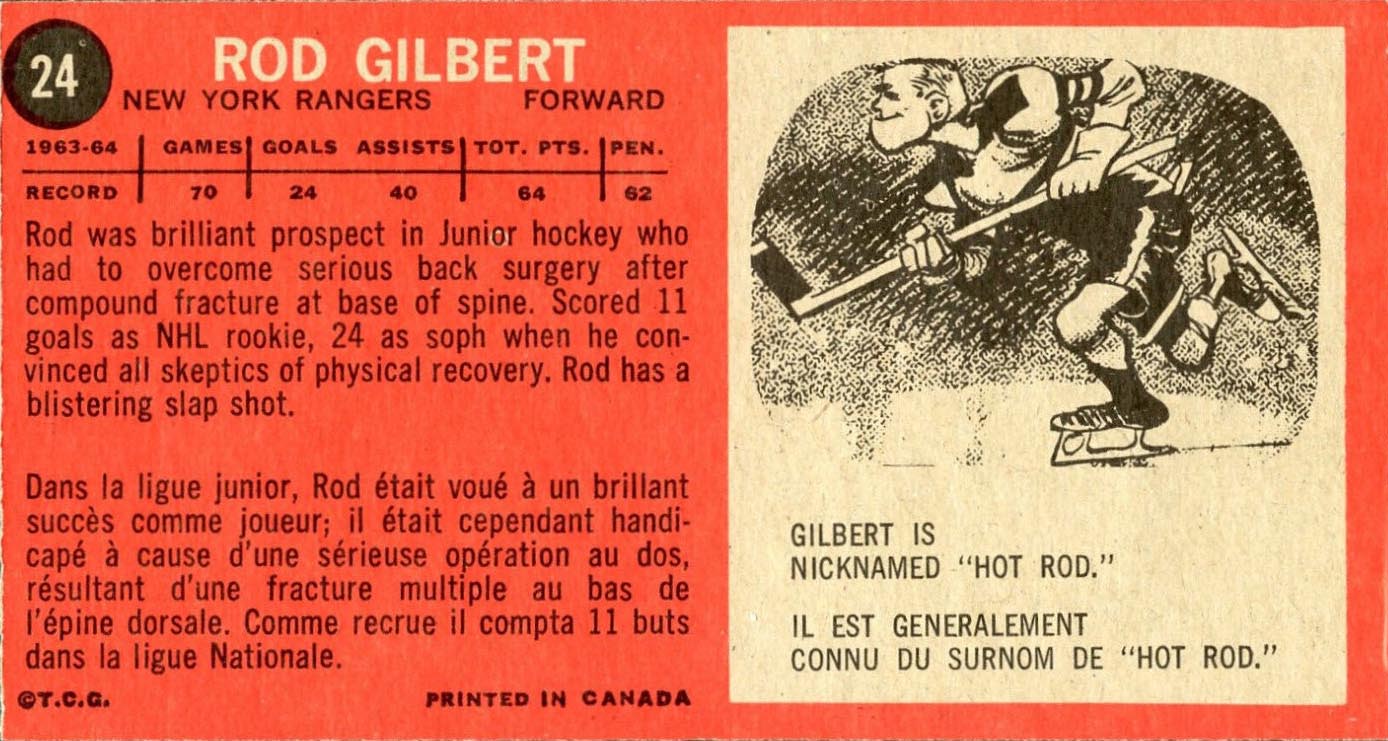 24
ROD GILBERT
NEW YORK RANGERS FORWARD
1963-64 GAMES GOALS ASSISTS TOT. PTS. PEN.
RECORD 70 24 40 64 62
Rod was brilliant prospect in Junior hockey who
had to overcome serious back surgery after
compound fracture at base of spine. Scored 11
goals as NHL rookie, 24 as soph when he con-
vinced all skeptics of physical recovery. Rod has a
blistering slap shot.
Dans la ligue junior, Rod était voué à un brillant
succès comme joueur; il était cependant handi-
capé à cause d'une sérieuse opération au dos,
résultant d'une fracture multiple au bas de
l'épine dorsale. Comme recrue il compta 11 buts
dans la ligue Nationale.
©T.C.G. PRINTED IN CANADA
GILBERT IS
NICKNAMED "HOT ROD."
IL EST GENERALEMENT
CONNU DU SURNOM DE "HOT ROD."